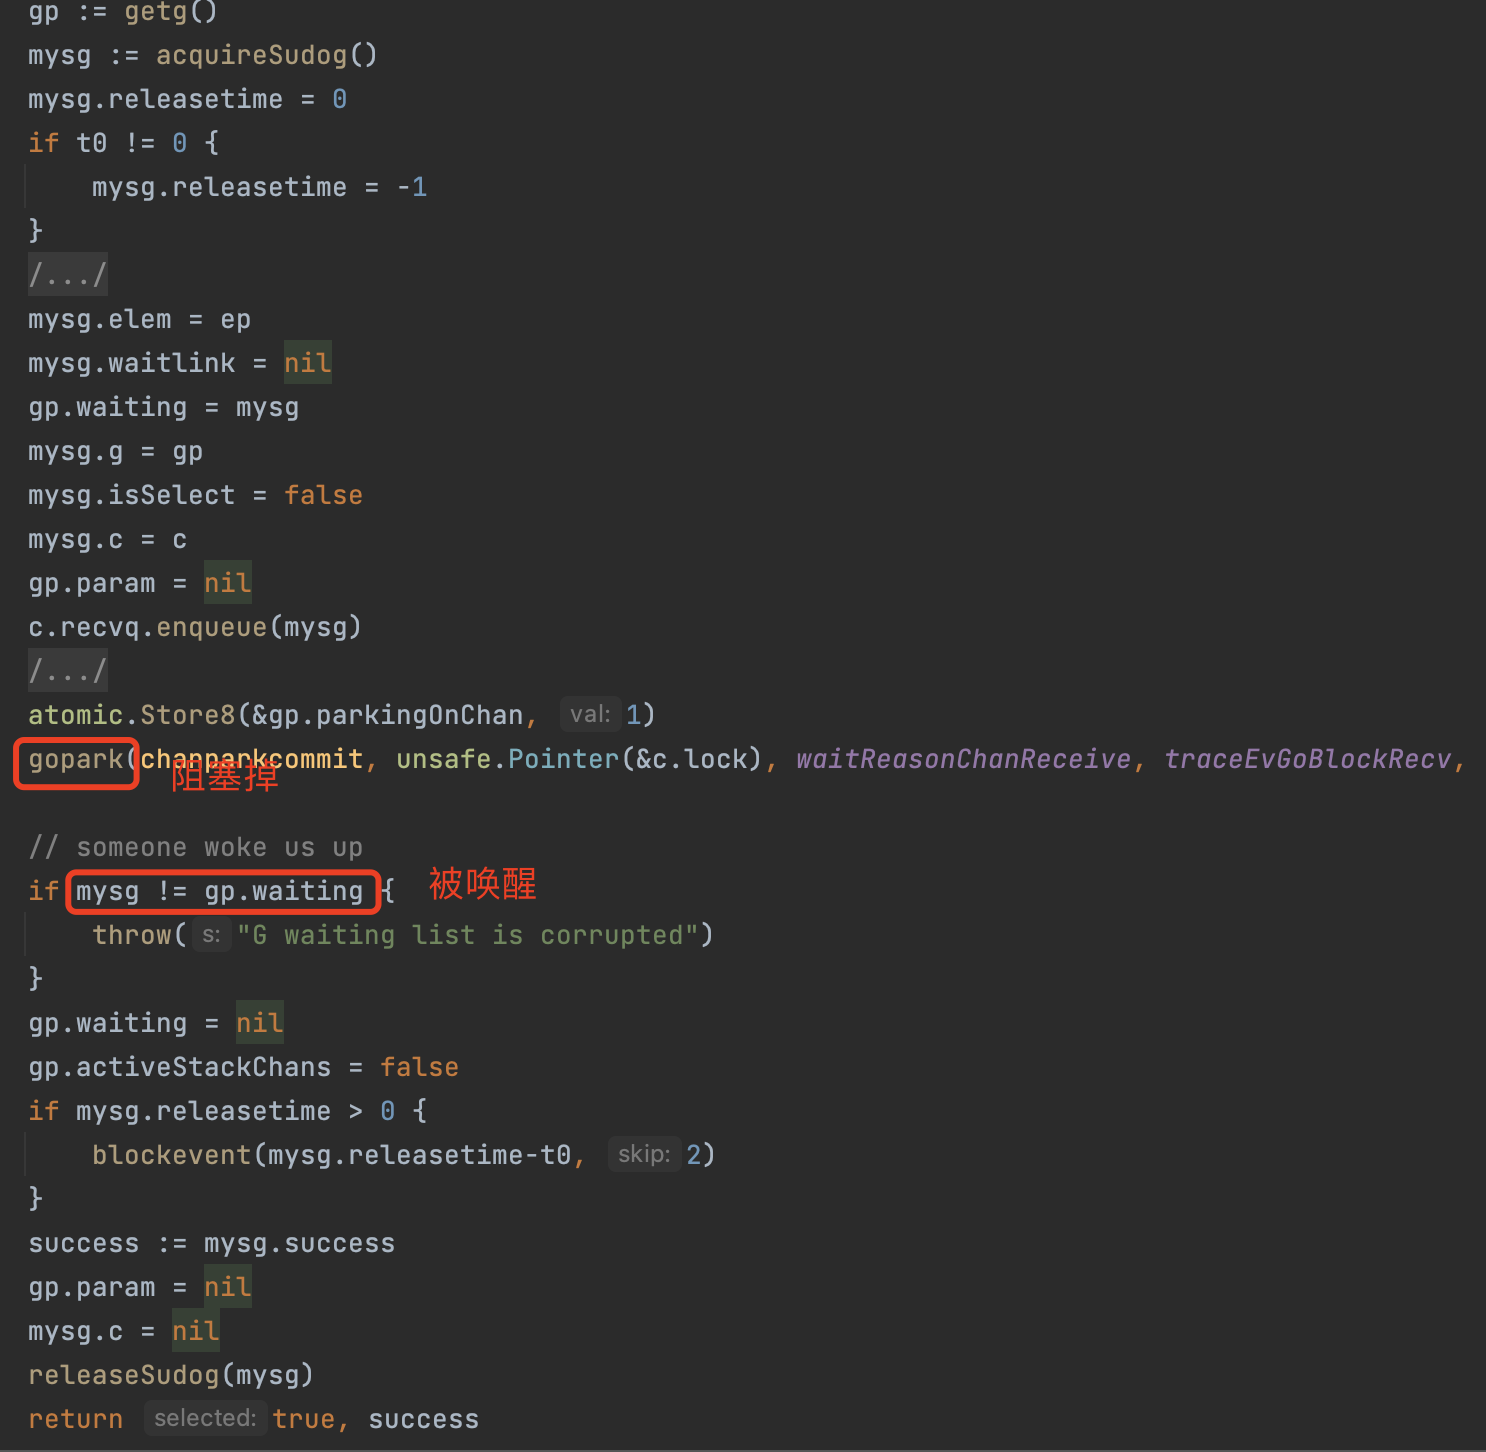 gp := getg()
mysg := acquireSudog()
mysg.releasetime = 0
if t0 != 0 {
mysg.releasetime = -1
}
/.../
mysg.elem = ep
mysg.waitlink = nil
gp.waiting = mysg
mysg.g = gp
mysg.isSelect = false
mysg.c = c
gp.param = nil
c.recvq.enqueue(mysg)
/.../
atomic.Store8(&gp.parkingOnChan, val: 1)
gopark(chanparkcommit, unsafe.Pointer(&c.lock), waitReasonChanReceive, traceEvGoBlockRecv,
阻塞掉
// someone woke us up
if mysg != gp.waiting { 被唤醒
throw( s: "G waiting list is corrupted")
}
gp.waiting = nil
gp.activeStackChans = false
if mysg.releasetime > 0 {
blockevent(mysg.releasetime-t0, skip: 2)
}
success := mysg.success
gp.param = nil
mysg.c = nil
releaseSudog(mysg)
return selected: true, success